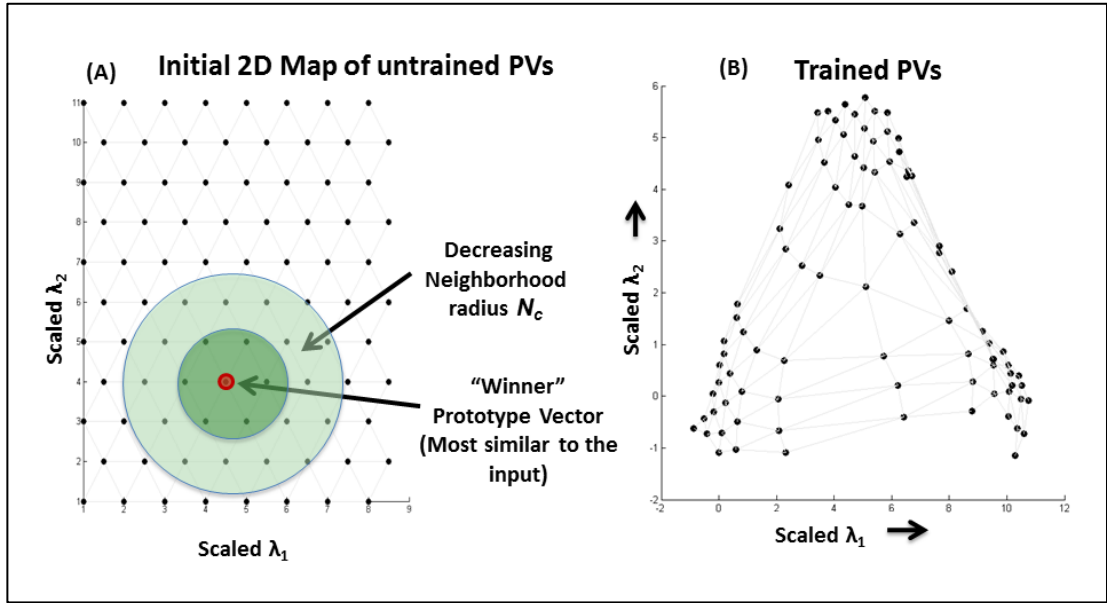 (A) Initial 2D Map of untrained PVs
11
10
9
8
7
6
5
4
3
2
1
1 2 3 4 5 6 7 8 9
Scaled λ2
Scaled λ1
Decreasing
Neighborhood
radius Nc
"Winner"
Prototype Vector
(Most similar to the
input)
(B) Trained PVs
6
5
4
3
2
1
0
-1
-2
-2 0 2 4 6 8 10 12
Scaled λ2
Scaled λ1